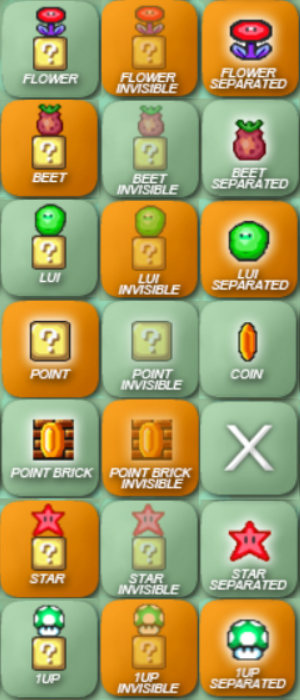 FLOWER
FLOWER
INVISIBLE
FLOWER
SEPARATED
?
?
BEET
BEET
INVISIBLE
BEET
SEPARATED
?
?
LUI
LUI
INVISIBLE
LUI
SEPARATED
?
?
POINT
POINT
INVISIBLE
COIN
?
?
POINT BRICK
POINT BRICK
INVISIBLE
X
STAR
STAR
INVISIBLE
STAR
SEPARATED
?
?
1UP
1UP
INVISIBLE
1UP
SEPARATED
?
?